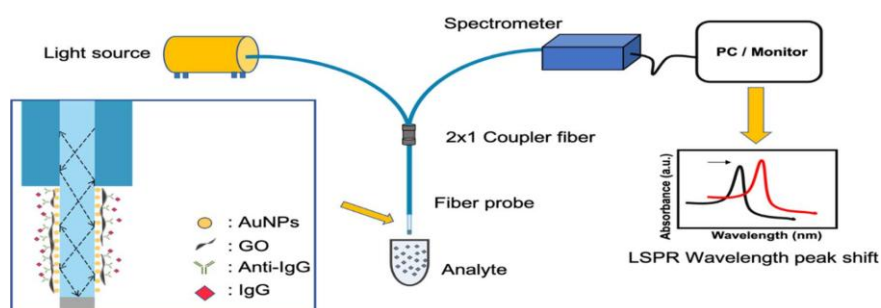 Light source
Spectrometer
PC / Monitor
2x1 Coupler fiber
Fiber probe
Analyte
: AuNPs
: GO
: Anti-IgG
: IgG
Absorbance (a.u.)
Wavelength (nm)
LSPR Wavelength peak shift